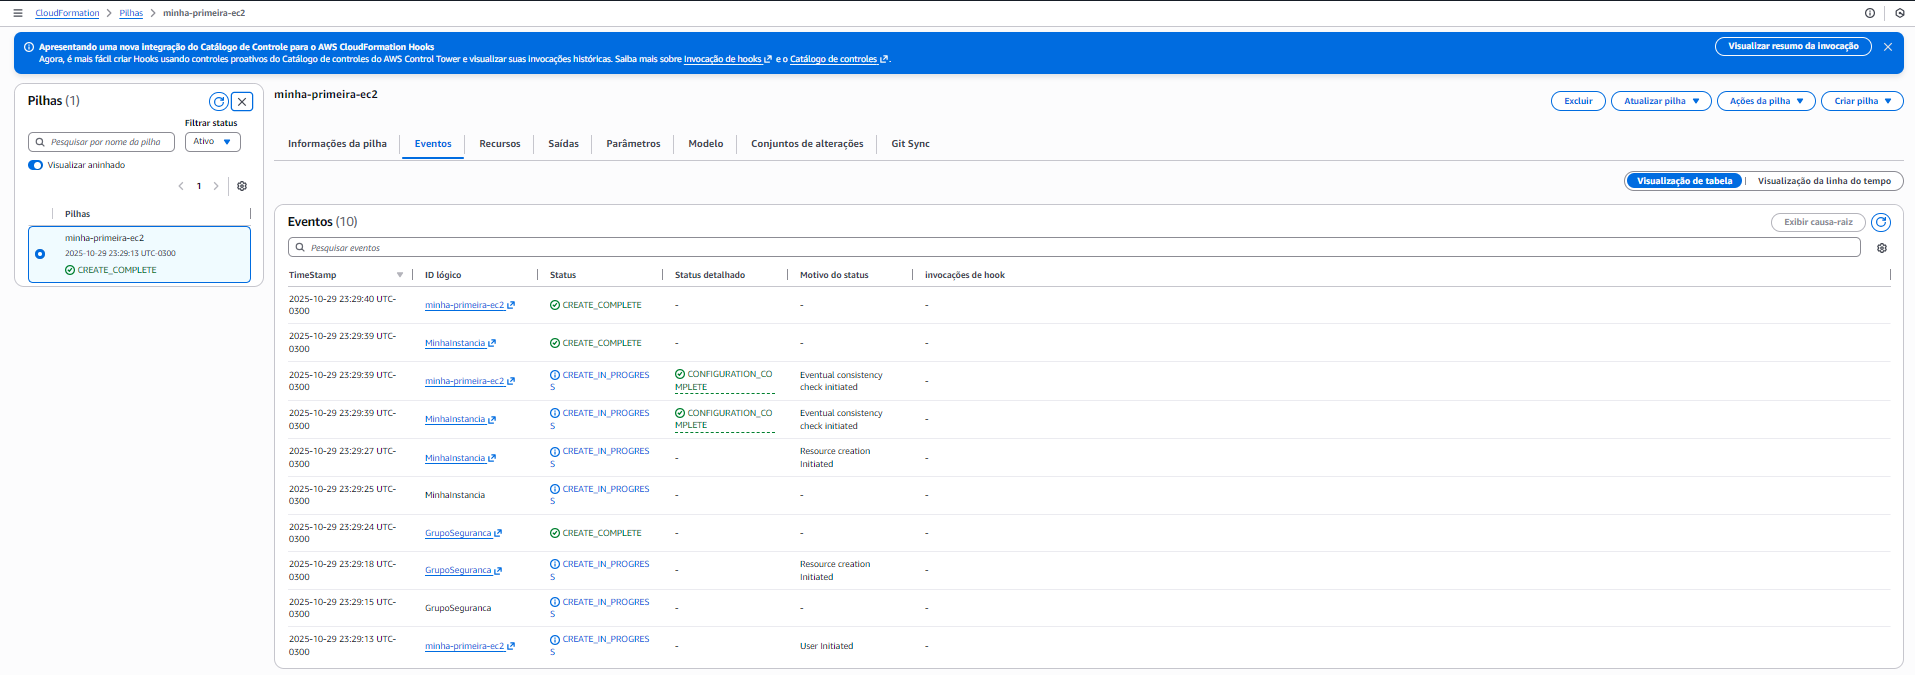 CloudFormation > Pilhas > minha-primeira-ec2
Apresentando uma nova integração do Catálogo de Controle para o AWS CloudFormation Hooks
Agora, é mais fácil criar Hooks usando controles proativos do Catálogo de controles do AWS Control Tower e visualizar suas invocações históricas. Saiba mais sobre Invocação de hooks e o Catálogo de controles.
Visualizar resumo da invocação
Pilhas (1)
Filtrar status
Pesquisar por nome da pilha
Ativo
Visualizar aninhado
1
Pilhas
minha-primeira-ec2
2025-10-29 23:29:13 UTC-0300
CREATE_COMPLETE
minha-primeira-ec2
Excluir
Atualizar pilha
Ações da pilha
Criar pilha
Informações da pilha
Eventos
Recursos
Saídas
Parâmetros
Modelo
Conjuntos de alterações
Git Sync
Visualização de tabela
Visualização da linha do tempo
Eventos (10)
Exibir causa-raiz
Pesquisar eventos
TimeStamp ID lógico Status Status detalhado Motivo do status invocações de hook
2025-10-29 23:29:40 UTC-
0300
minha-primeira-ec2
CREATE_COMPLETE
-
-
-
2025-10-29 23:29:39 UTC-
0300
MinhaInstancia
CREATE_COMPLETE
-
-
-
2025-10-29 23:29:39 UTC-
0300
minha-primeira-ec2
CREATE_IN_PROGRES
S
CONFIGURATION_CO
MPLETE
Eventual consistency
check initiated
-
2025-10-29 23:29:39 UTC-
0300
MinhaInstancia
CREATE_IN_PROGRES
S
CONFIGURATION_CO
MPLETE
Eventual consistency
check initiated
-
2025-10-29 23:29:27 UTC-
0300
MinhaInstancia
CREATE_IN_PROGRES
S
-
Resource creation
Initiated
-
2025-10-29 23:29:25 UTC-
0300
MinhaInstancia
CREATE_IN_PROGRES
S
-
-
-
2025-10-29 23:29:24 UTC-
0300
GrupoSeguranca
CREATE_COMPLETE
-
-
-
2025-10-29 23:29:18 UTC-
0300
GrupoSeguranca
CREATE_IN_PROGRES
S
-
Resource creation
Initiated
-
2025-10-29 23:29:15 UTC-
0300
GrupoSeguranca
CREATE_IN_PROGRES
S
-
-
-
2025-10-29 23:29:13 UTC-
0300
minha-primeira-ec2
CREATE_IN_PROGRES
S
-
User Initiated
-